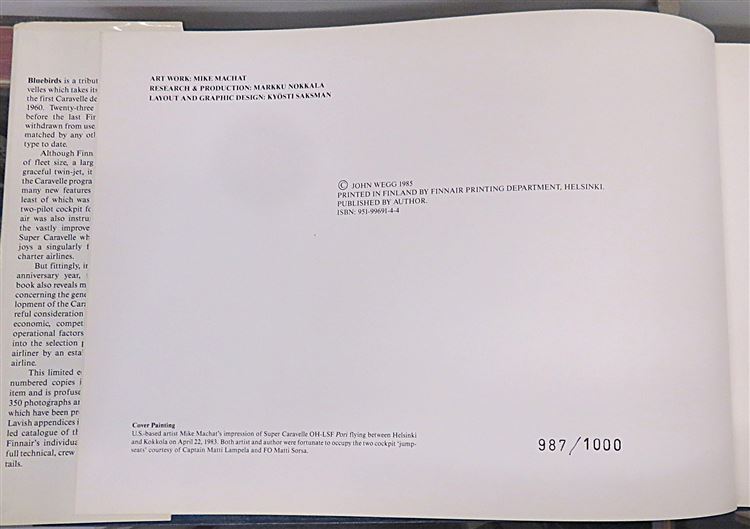 Bluebirds is a tribut
velles which takes its
the first Caravelle de
1960. Twenty-three
before the last Fir
withdrawn from use
matched by any otl
type to date.
Although Finn
of fleet size, a larg
graceful twin-jet, it
the Caravelle progra
many new features
least of which was
two-pilot cockpit fo
air was also instru
the vastly improve
Super Caravelle wh
joys a singularly f
charter airlines.
But fittingly, in
anniversary year,
book also reveals m
concerning the gene
lopment of the Cara
reful consideration
economic, compet
operational factors
into the selection p
airliner by an esta
airline.
This limited e
numbered copies i
item and is profuse
350 photographs an
which have been pr
Lavish appendices i
led catalogue of th
Finnair's individua
full technical, crew
tails.
ART WORK: MIKE MACHAT
RESEARCH & PRODUCTION: MARKKU NOKKALA
LAYOUT AND GRAPHIC DESIGN: KYÖSTI SAKSMAN
© JOHN WEGG 1985
PRINTED IN FINLAND BY FINNAIR PRINTING DEPARTMENT, HELSINKI.
PUBLISHED BY AUTHOR.
ISBN: 951-99691-4-4
Cover Painting
U.S.-based artist Mike Machat's impression of Super Caravelle OH-LSF Pori flying between Helsinki
and Kokkola on April 22, 1983. Both artist and author were fortunate to occupy the two cockpit 'jump-
seats' courtesy of Captain Matti Lampela and FO Matti Sorsa.
987/1000